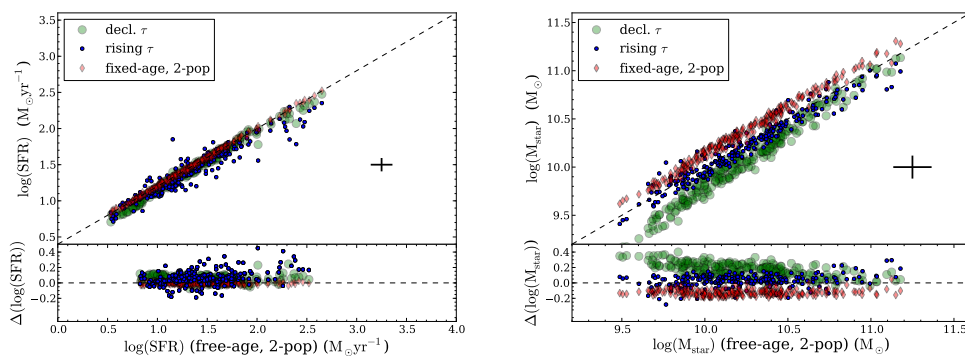 decl. τ
rising τ
fixed-age, 2-pop
log(SFR) (M⊙yr⁻¹)
3.5
3.0
2.5
2.0
1.5
1.0
0.5
Δ(log(SFR))
0.4
0.2
0.0
−0.2
0.0 0.5 1.0 1.5 2.0 2.5 3.0 3.5 4.0
log(SFR) (free-age, 2-pop) (M⊙yr⁻¹)
decl. τ
rising τ
fixed-age, 2-pop
log(Mstar) (M⊙)
11.5
11.0
10.5
10.0
9.5
Δ(log(Mstar))
0.4
0.2
0.0
−0.2
9.5 10.0 10.5 11.0 11.5
log(Mstar) (free-age, 2-pop) (M⊙)